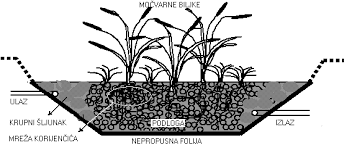 MOČVARNE BILJKE
ULAZ
KRUPNI ŠLJUNAK
PODLOGA
IZLAZ
MREŽA KORIJENČIĆA
NEPROPUSNA FOLIJA